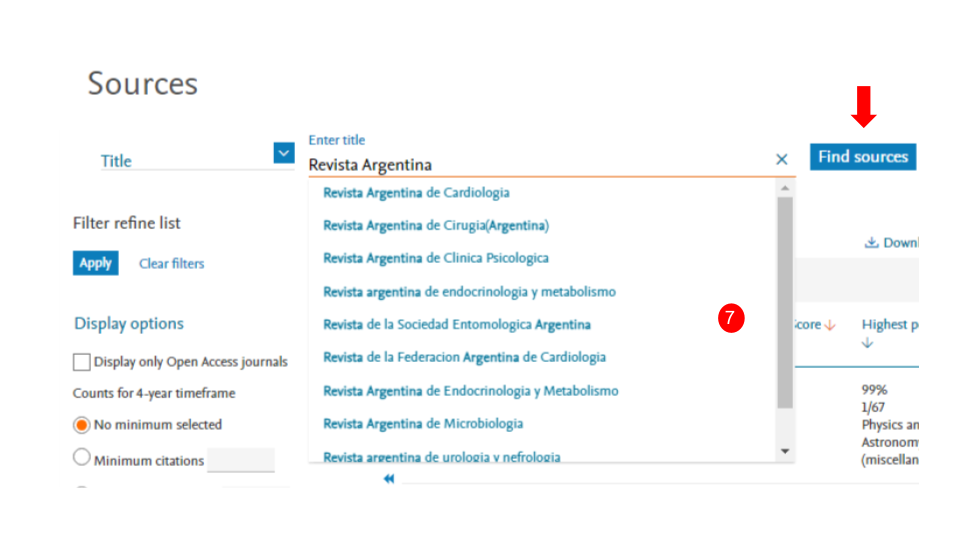 Sources
Title
Enter title
Revista Argentina
Find sources
Revista Argentina de Cardiologia
Revista Argentina de Cirugia(Argentina)
Revista Argentina de Clinica Psicologica
Revista argentina de endocrinologia y metabolismo
Revista de la Sociedad Entomologica Argentina
Revista de la Federacion Argentina de Cardiologia
Revista Argentina de Endocrinologia y Metabolismo
Revista Argentina de Microbiologia
Revista argentina de urologia y nefrologia
7
Filter refine list
Apply
Clear filters
Display options
Display only Open Access journals
Counts for 4-year timeframe
No minimum selected
Minimum citations
Downl
core
Highest p
99%
1/67
Physics an
Astronom
(miscellan